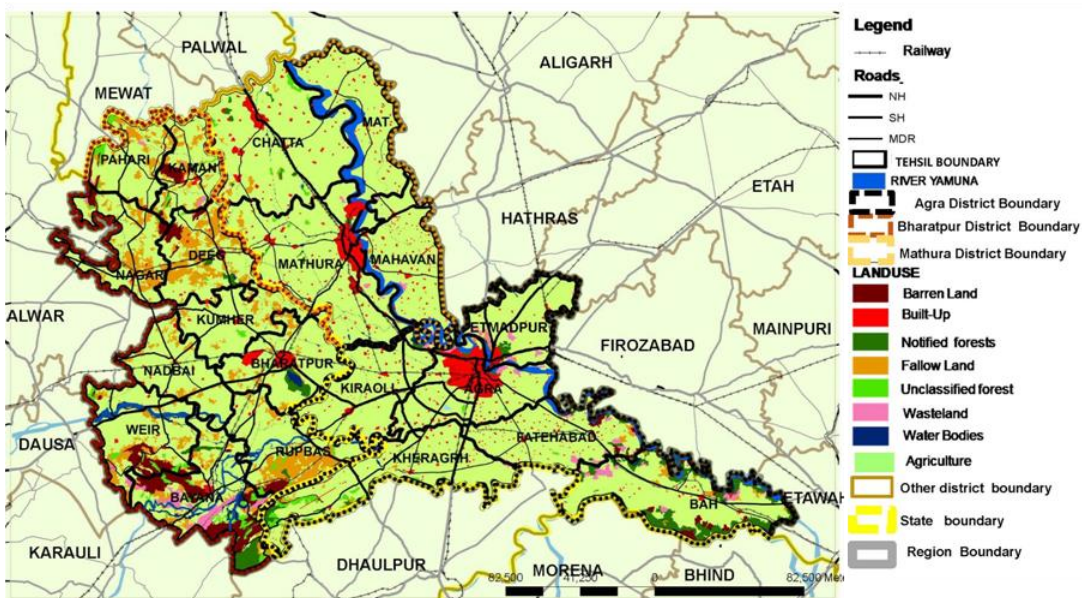 PALWAL
ALIGARH
MEWAT
MAT
CHATTA
PAHARI
KAMAN
ETAH
HATHRAS
DEEG
MATHURA
MAHAVAN
NAGARI
ALWAR
KUMHER
ETMADPUR
MAINPURI
FIROZABAD
NADBAI
BHARATPUR
KIRAOLI
AGRA
DAUSA
WEIR
FATEHABAD
RUPBAS
KHERAGRH
BAYANA
BAH
ETAWAH
KARAULI
DHAULPUR
MORENA
BHIND
82,500 41,250 0 82,500 Mete
Legend
Railway
Roads
NH
SH
MDR
TEHSIL BOUNDARY
RIVER YAMUNA
Agra District Boundary
Bharatpur District Boundary
Mathura District Boundary
LANDUSE
Barren Land
Built-Up
Notified forests
Fallow Land
Unclassified forest
Wasteland
Water Bodies
Agriculture
Other district boundary
State boundary
Region Boundary